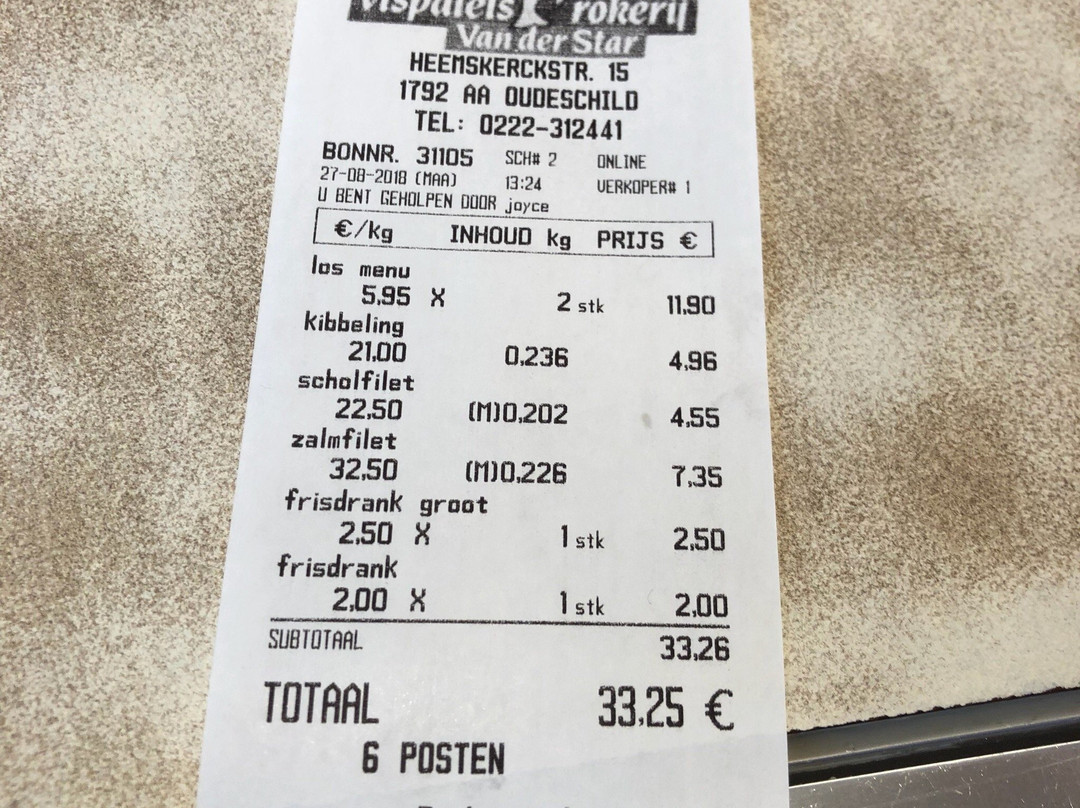 Vispaleis Rokerij
Van der Star
HEEMSKERCKSTR. 15
1792 AA OUDESCHILD
TEL: 0222-312441
BONNR. 31105 SCH# 2 ONLINE
27-08-2018 (MAA) 13:24 VERKOPER# 1
U BENT GEHOLPEN DOOR joyce
€/kg INHOUD kg PRIJS €
los menu
5,95 X 2 stk 11,90
kibbeling
21,00 0,236 4,96
scholfilet
22,50 (M)0,202 4,55
zalmfilet
32,50 (M)0,226 7,35
frisdrank groot
2,50 X 1 stk 2,50
frisdrank
2,00 X 1 stk 2,00
SUBTOTAAL 33,26
TOTAAL 33,25 €
6 POSTEN